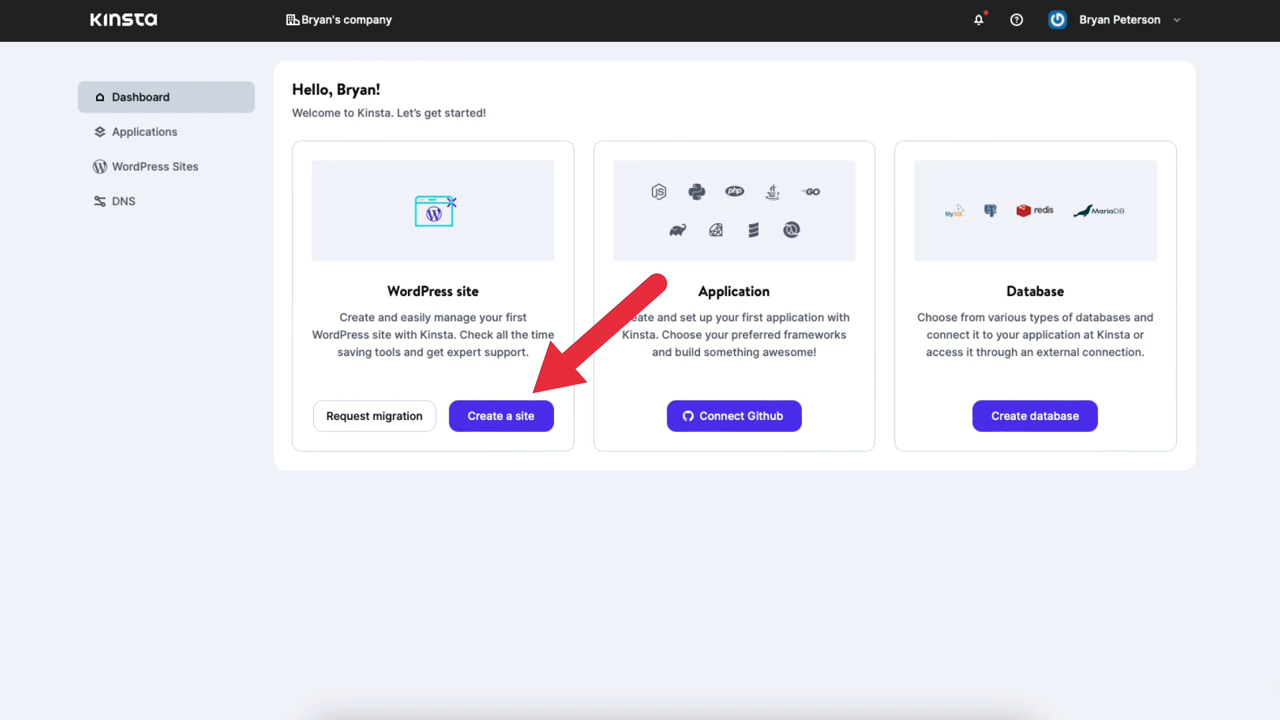 Kinsta
Bryan's company
Bryan Peterson
Dashboard
Applications
WordPress Sites
DNS
Hello, Bryan!
Welcome to Kinsta. Let's get started!
WordPress site
Create and easily manage your first
WordPress site with Kinsta. Check all the time
saving tools and get expert support.
Request migration
Create a site
JS
php
GO
Application
eate and set up your first application with
Kinsta. Choose your preferred frameworks
and build something awesome!
Connect Github
MySQL
redis
MariaDB
Database
Choose from various types of databases and
connect it to your application at Kinsta or
access it through an external connection.
Create database